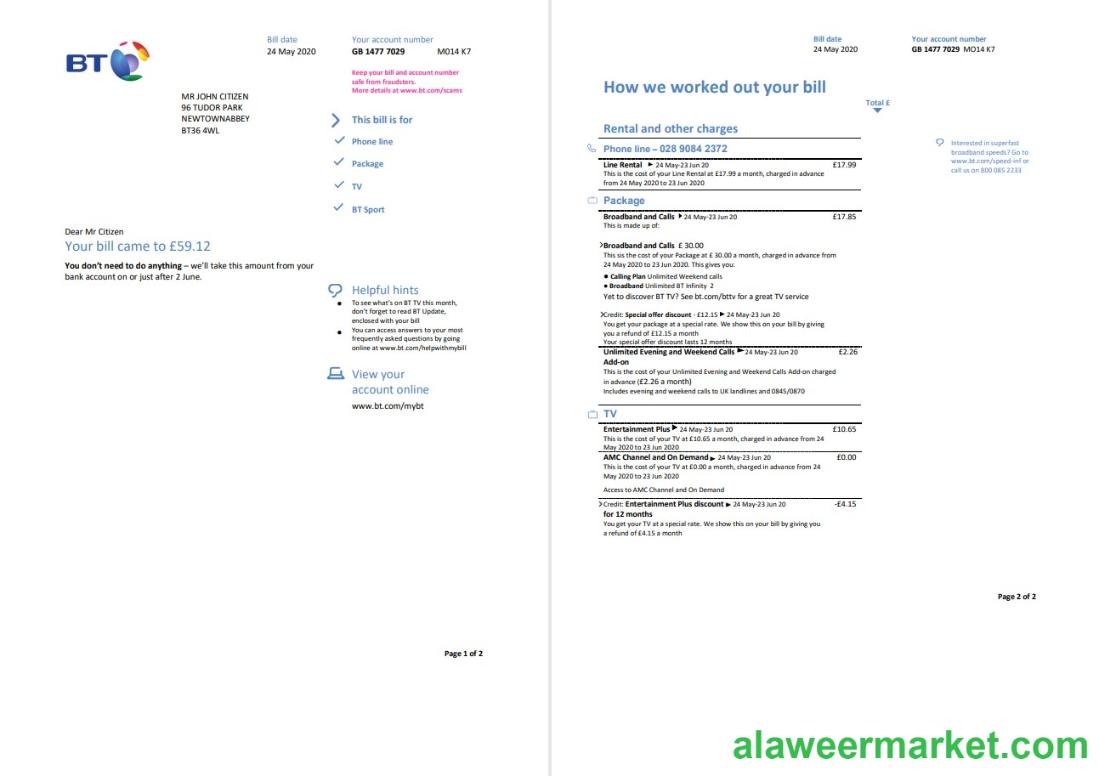 BT
Bill date
24 May 2020
Your account number
GB 1477 7029 MO14 K7
Keep your bill and account number
safe from fraudsters.
More details at www.bt.com/scams
MR JOHN CITIZEN
96 TUDOR PARK
NEWTOWNABBEY
BT36 4WL
This bill is for
Phone line
Package
TV
BT Sport
Dear Mr Citizen
Your bill came to £59.12
You don't need to do anything – we'll take this amount from your
bank account on or just after 2 June.
Helpful hints
● To see what's on BT TV this month,
don't forget to read BT Update,
enclosed with your bill
● You can access answers to your most
frequently asked questions by going
online at www.bt.com/helpwithmybill
View your
account online
www.bt.com/mybt
Page 1 of 2
Bill date
24 May 2020
Your account number
GB 1477 7029 MO14 K7
How we worked out your bill
Total £
Rental and other charges
Phone line – 028 9084 2372
Line Rental ► 24 May-23 Jun 20 £17.99
This is the cost of your Line Rental at £17.99 a month, charged in advance
from 24 May 2020 to 23 Jun 2020
Interested in superfast
broadband speeds? Go to
www.bt.com/speed-inf or
call us on 800 085 2233
Package
Broadband and Calls ► 24 May-23 Jun 20 £17.85
This is made up of:
Broadband and Calls £ 30.00
This sis the cost of your Package at £ 30.00 a month, charged in advance from
24 May 2020 to 23 Jun 2020. This gives you:
● Calling Plan Unlimited Weekend calls
● Broadband Unlimited BT Infinity 2
Yet to discover BT TV? See bt.com/bttv for a great TV service
Credit: Special offer discount - £12.15 ► 24 May-23 Jun 20
You get your package at a special rate. We show this on your bill by giving
you a refund of £12.15 a month
Your special offer discount lasts 12 months
Unlimited Evening and Weekend Calls ► 24 May-23 Jun 20 £2.26
Add-on
This is the cost of your Unlimited Evening and Weekend Calls Add-on charged
in advance (£2.26 a month)
Includes evening and weekend calls to UK landlines and 0845/0870
TV
Entertainment Plus ► 24 May-23 Jun 20 £10.65
This is the cost of your TV at £10.65 a month, charged in advance from 24
May 2020 to 23 Jun 2020
AMC Channel and On Demand ► 24 May-23 Jun 20 £0.00
This is the cost of your TV at £0.00 a month, charged in advance from 24
May 2020 to 23 Jun 2020
Access to AMC Channel and On Demand
Credit: Entertainment Plus discount ► 24 May-23 Jun 20 -£4.15
for 12 months
You get your TV at a special rate. We show this on your bill by giving you
a refund of £4.15 a month
Page 2 of 2
alaweermarket.com